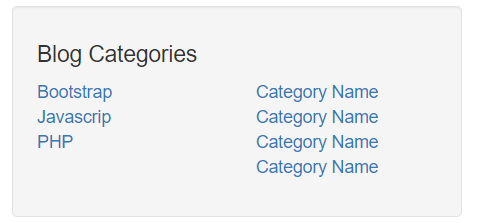 Blog Categories
Bootstrap
Javascrip
PHP
Category Name
Category Name
Category Name
Category Name